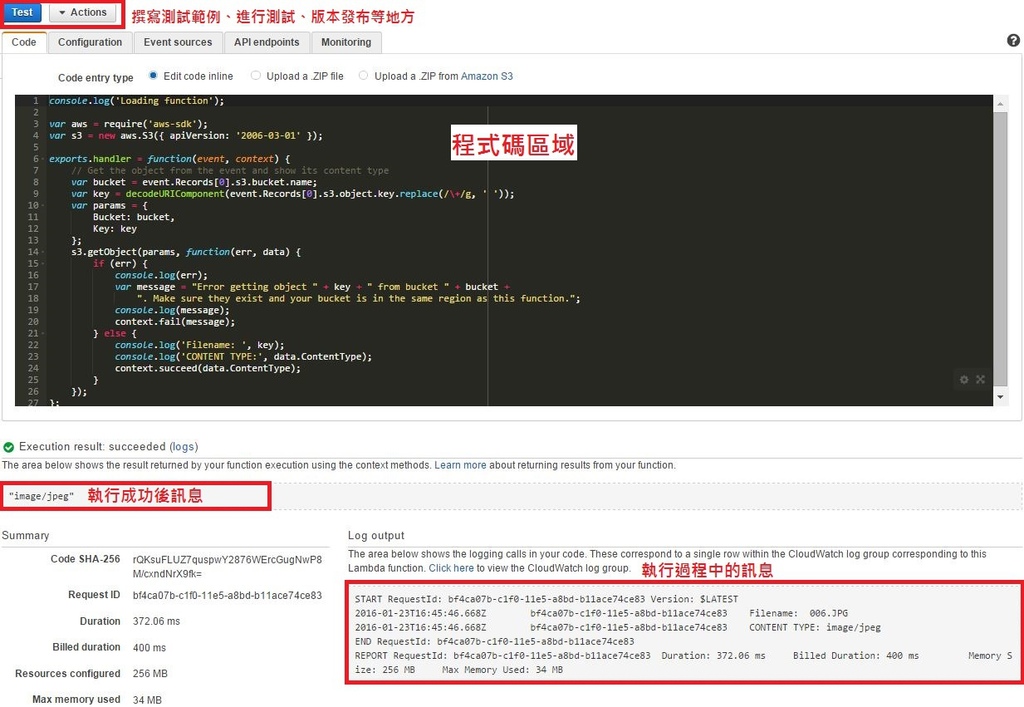 Test Actions 撰寫測試範例、進行測試、版本發布等地方
Code Configuration Event sources API endpoints Monitoring
Code entry type Edit code inline Upload a .ZIP file Upload a .ZIP from Amazon S3
程式碼區域
1 console.log('Loading function');
2
3 var aws = require('aws-sdk');
4 var s3 = new aws.S3({ apiVersion: '2006-03-01' });
5
6 exports.handler = function(event, context) {
7 // Get the object from the event and show its content type
8 var bucket = event.Records[0].s3.bucket.name;
9 var key = decodeURIComponent(event.Records[0].s3.object.key.replace(/\+/g, ' '));
10 var params = {
11 Bucket: bucket,
12 Key: key
13 };
14 s3.getObject(params, function(err, data) {
15 if (err) {
16 console.log(err);
17 var message = "Error getting object " + key + " from bucket " + bucket +
18 ". Make sure they exist and your bucket is in the same region as this function.";
19 console.log(message);
20 context.fail(message);
21 } else {
22 console.log('Filename: ', key);
23 console.log('CONTENT TYPE:', data.ContentType);
24 context.succeed(data.ContentType);
25 }
26 });
27 };
Execution result: succeeded (logs)
The area below shows the result returned by your function execution using the context methods. Learn more about returning results from your function.
"image/jpeg" 執行成功後訊息
Summary
Code SHA-256 rQKsuFLUZ7quspwY2876WErcGugNwP8
M/cxndNrX9fk=
Request ID bf4ca07b-c1f0-11e5-a8bd-b11ace74ce83
Duration 372.06 ms
Billed duration 400 ms
Resources configured 256 MB
Max memory used 34 MB
Log output
The area below shows the logging calls in your code. These correspond to a single row within the CloudWatch log group corresponding to this
Lambda function. Click here to view the CloudWatch log group. 執行過程中的訊息
START RequestId: bf4ca07b-c1f0-11e5-a8bd-b11ace74ce83 Version: $LATEST
2016-01-23T16:45:46.668Z bf4ca07b-c1f0-11e5-a8bd-b11ace74ce83 Filename: 006.JPG
2016-01-23T16:45:46.668Z bf4ca07b-c1f0-11e5-a8bd-b11ace74ce83 CONTENT TYPE: image/jpeg
END RequestId: bf4ca07b-c1f0-11e5-a8bd-b11ace74ce83
REPORT RequestId: bf4ca07b-c1f0-11e5-a8bd-b11ace74ce83 Duration: 372.06 ms Billed Duration: 400 ms Memory S
ize: 256 MB Max Memory Used: 34 MB